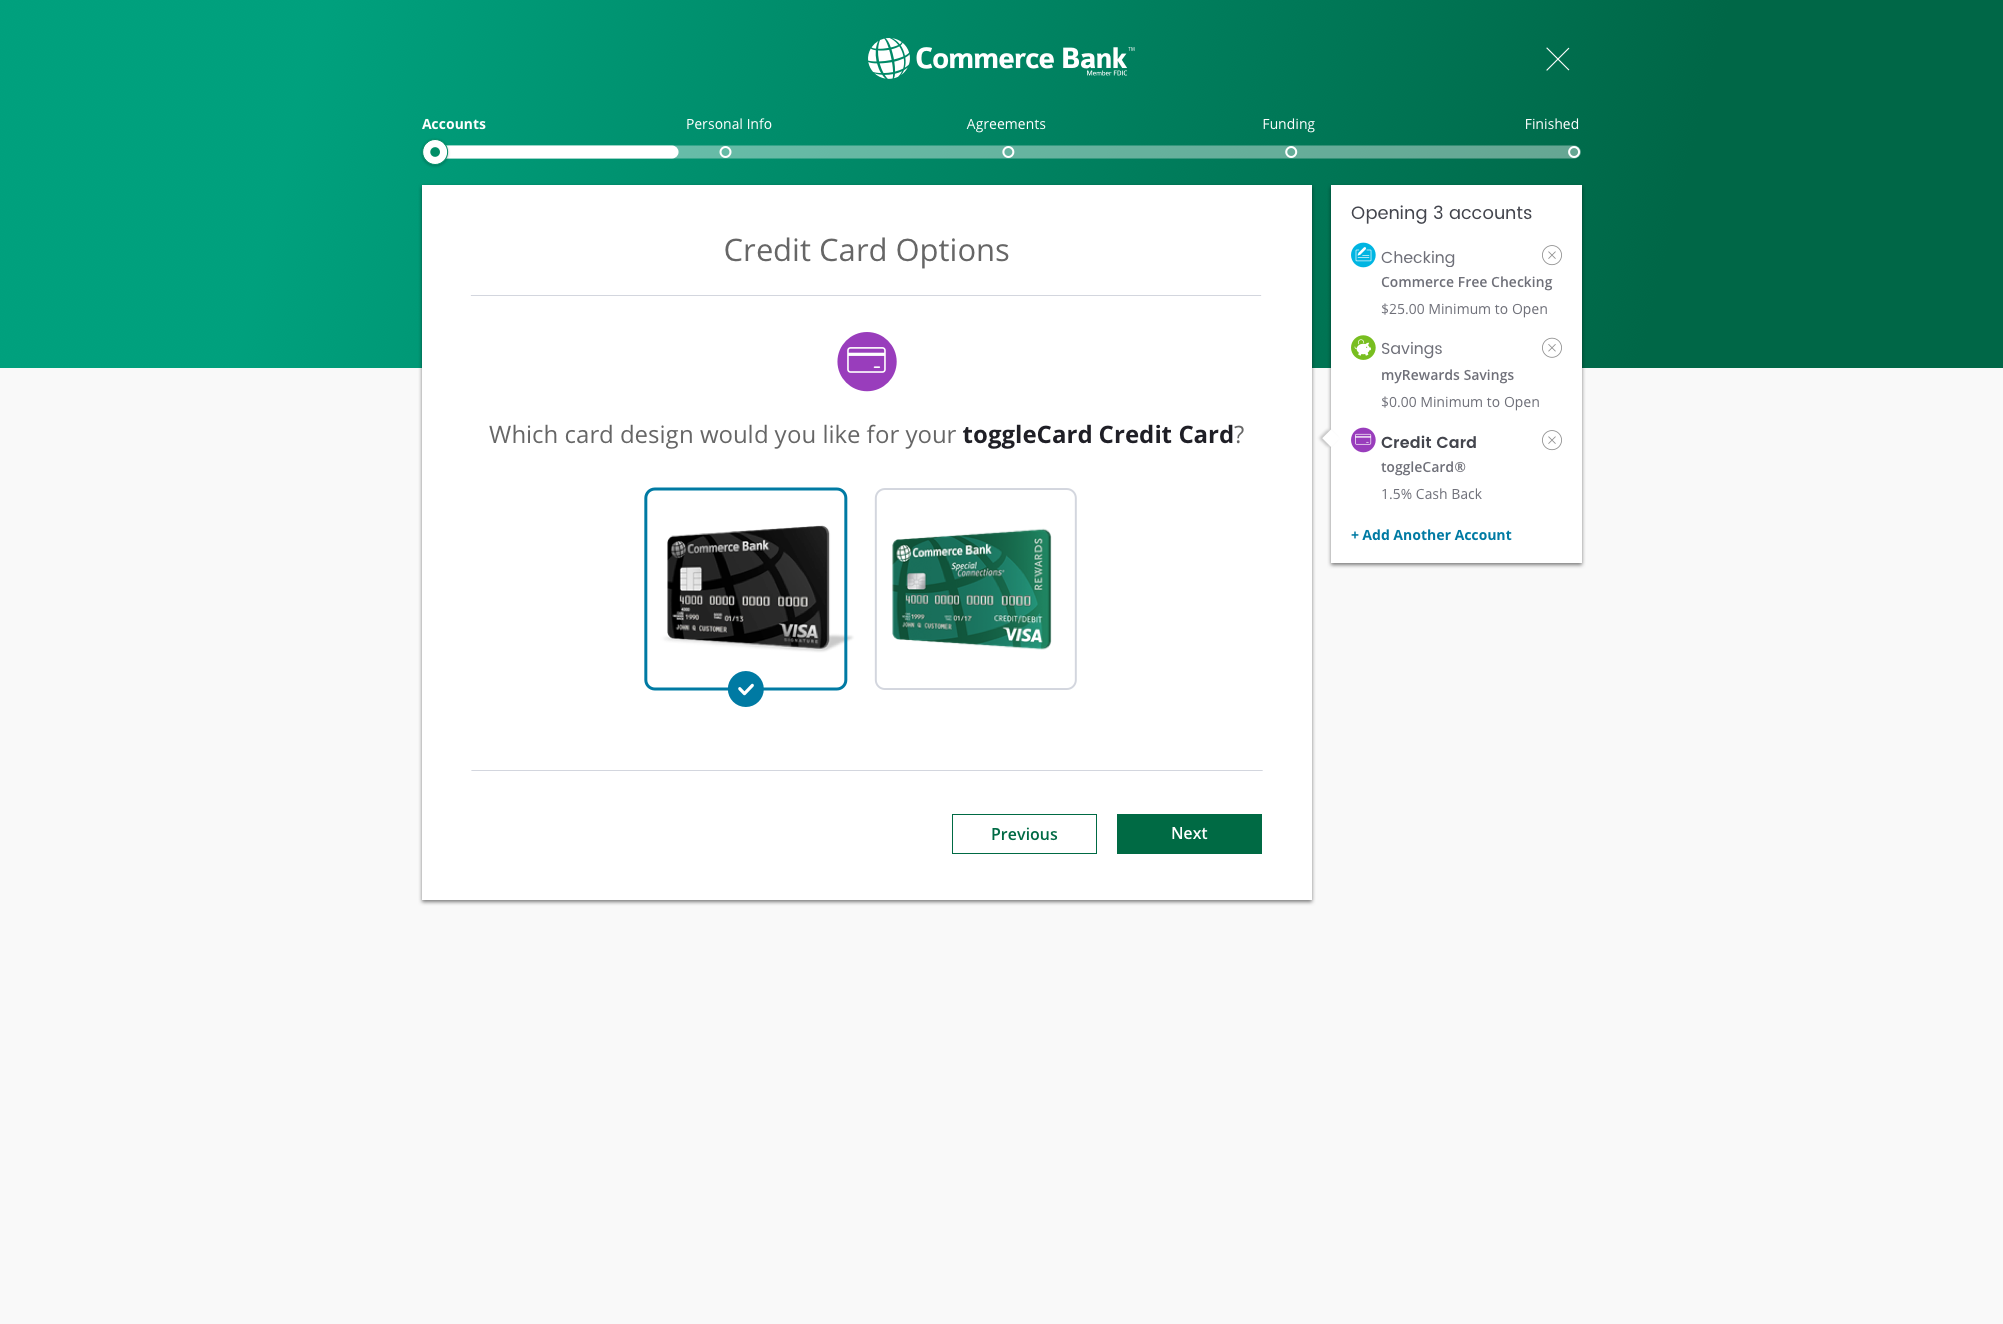 Commerce Bank™
Member FDIC
Accounts
Personal Info
Agreements
Funding
Finished
Credit Card Options
Which card design would you like for your toggleCard Credit Card?
Commerce Bank
4000 0000 0000 0000
4000
1990 01/13
JOHN Q CUSTOMER
VISA
SIGNATURE
Commerce Bank
Special
Connections®
REWARDS
4000 0000 0000 0000
1999 01/17
CREDIT/DEBIT
JOHN Q CUSTOMER
VISA
Previous
Next
Opening 3 accounts
Checking
Commerce Free Checking
$25.00 Minimum to Open
Savings
myRewards Savings
$0.00 Minimum to Open
Credit Card
toggleCard®
1.5% Cash Back
+ Add Another Account